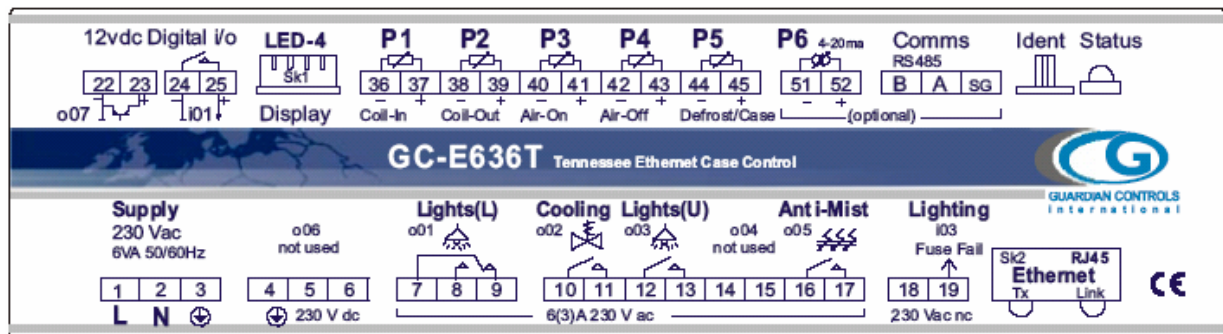 12vdc Digital i/o LED-4 P1 P2 P3 P4 P5 P6 4-20ma Comms Ident Status
RS485
Sk1
22 23 24 25 36 37 38 39 40 41 42 43 44 45 51 52 B A SG
- + - + - + - + - + - +
o07 i01 Display Coil-In Coil-Out Air-On Air-Off Defrost/Case (optional)
GC-E636T Tennessee Ethernet Case Control
CG
GUARDIAN CONTROLS
international
Supply Lights(L) Cooling Lights(U) Anti-Mist Lighting
230 Vac o06 o01 o02 o03 o04 o05 i03
6VA 50/60Hz not used not used Fuse Fail
Sk2 RJ45
Ethernet
Tx Link
CE
1 2 3 4 5 6 7 8 9 10 11 12 13 14 15 16 17 18 19
L N 230 V dc 6(3)A 230 V ac 230 Vac nc